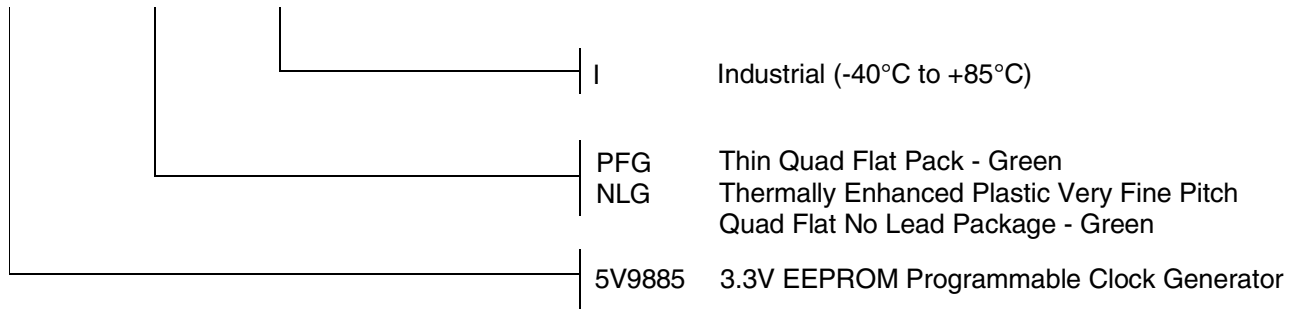 I Industrial (-40°C to +85°C)
PFG Thin Quad Flat Pack - Green
NLG Thermally Enhanced Plastic Very Fine Pitch
Quad Flat No Lead Package - Green
5V9885 3.3V EEPROM Programmable Clock Generator